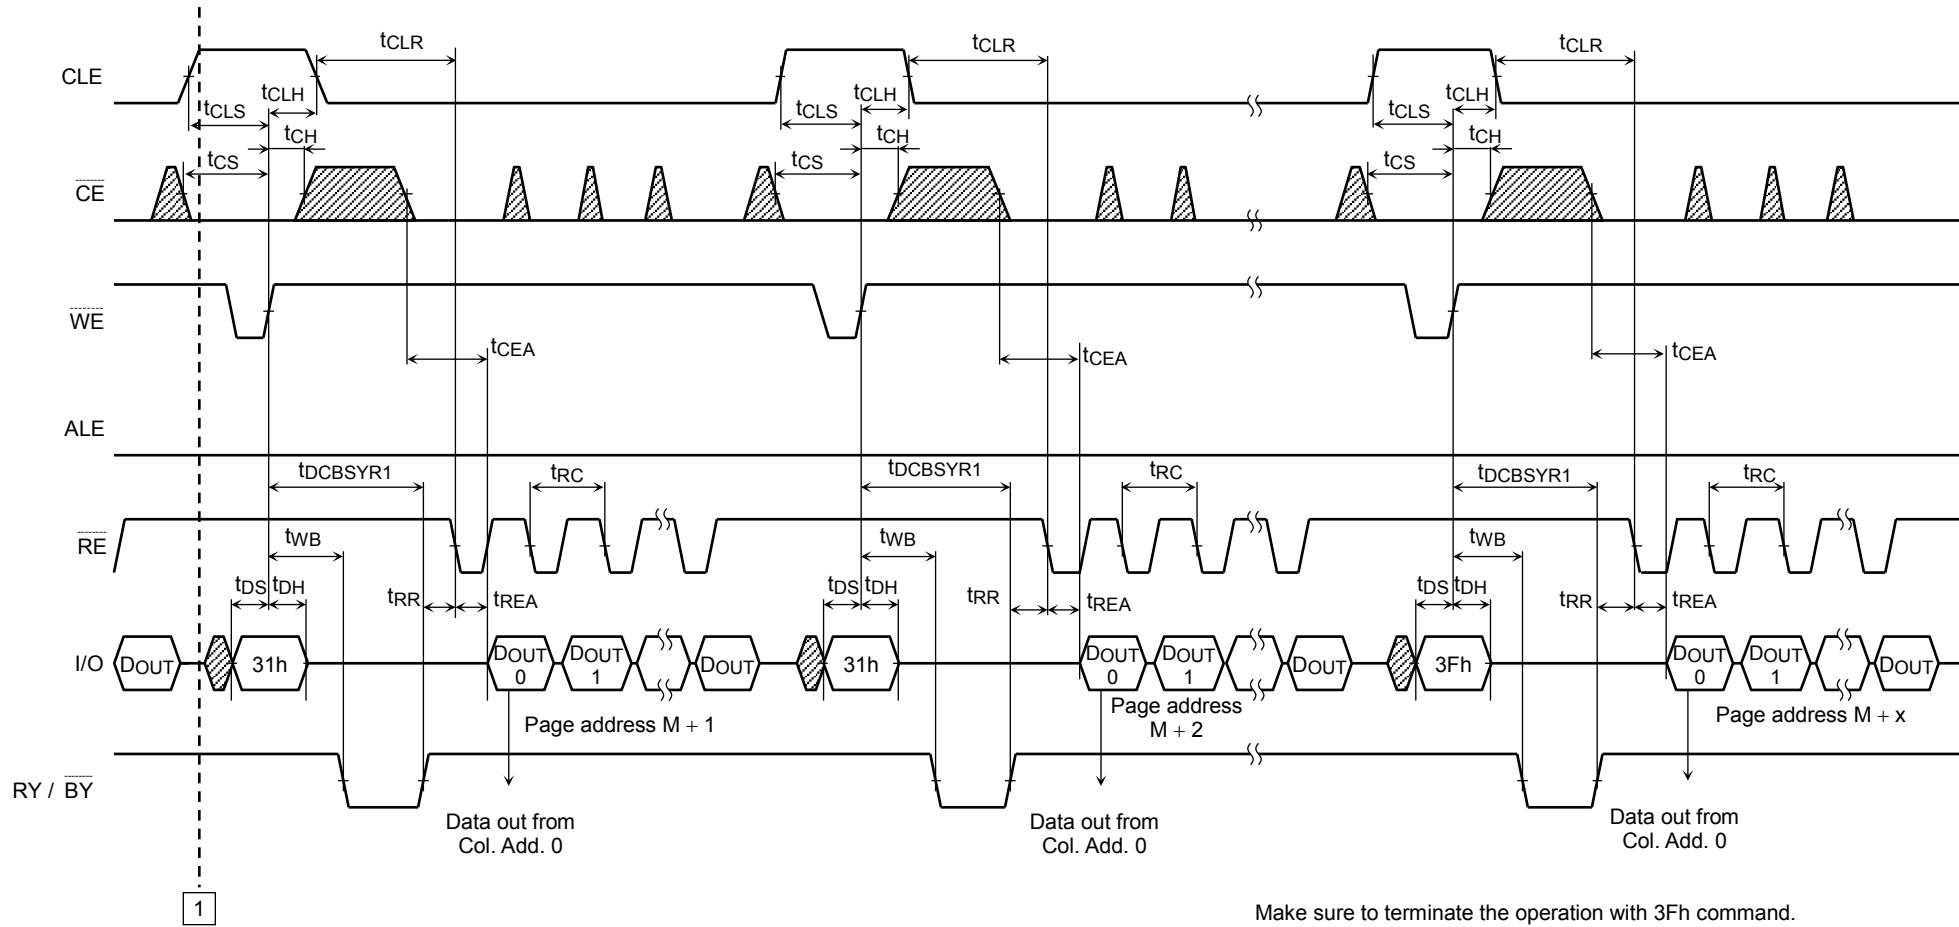 tCLR tCLR tCLR
CLE
tCLH tCLH tCLH
tCLS tCLS tCLS
tCH tCH tCH
tCS tCS tCS
CE
WE
tCEA tCEA tCEA
ALE
tDCBSYR1 tRC tDCBSYR1 tRC tDCBSYR1 tRC
RE
tWB tWB tWB
tDS tDH tDS tDH tDS tDH
tRR tREA tRR tREA tRR tREA
I/O DOUT 31h DOUT 0 DOUT 1 DOUT 31h DOUT 0 DOUT 1 DOUT 3Fh DOUT 0 DOUT 1 DOUT
Page address M + 1
Page address
M + 2
Page address M + x
RY / BY
Data out from
Col. Add. 0
Data out from
Col. Add. 0
Data out from
Col. Add. 0
1
Make sure to terminate the operation with 3Fh command.